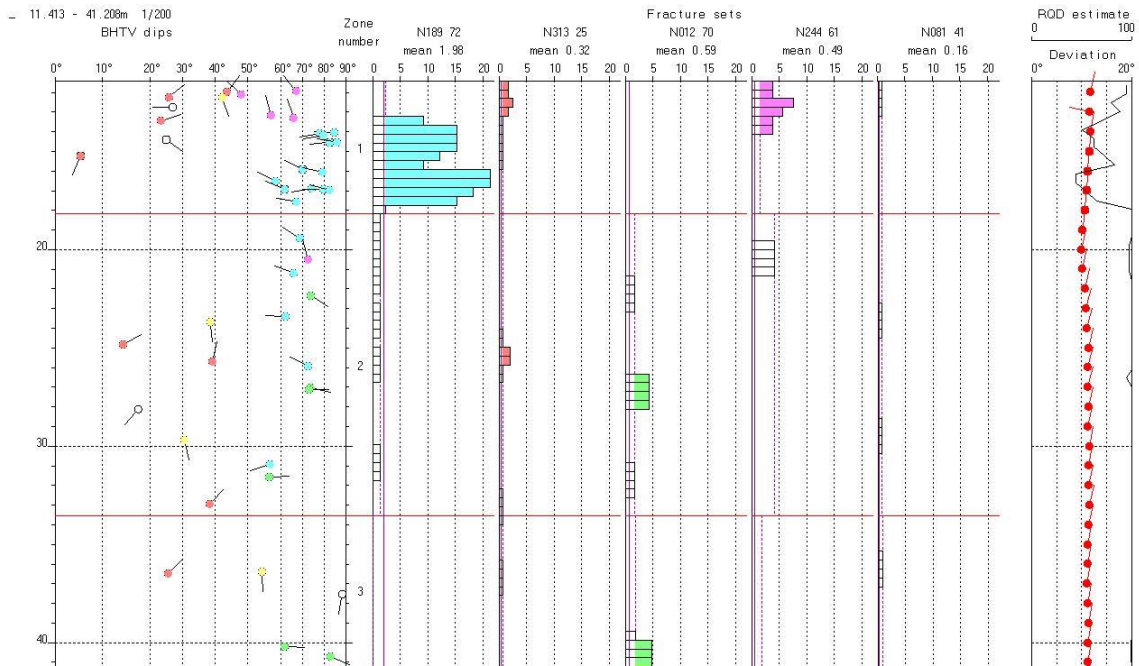 11.413 - 41.208m 1/200
BHTV dips
Zone number
Fracture sets
N189 72
mean 1.98
N313 25
mean 0.32
N012 70
mean 0.59
N244 61
mean 0.49
N081 41
mean 0.16
RQD estimate
0 100
Deviation
0° 20°
0° 10° 20° 30° 40° 50° 60° 70° 80° 90°
0 5 10 15 20
0 5 10 15 20
0 5 10 15 20
0 5 10 15 20
0 5 10 15 20
1
20
2
30
3
40